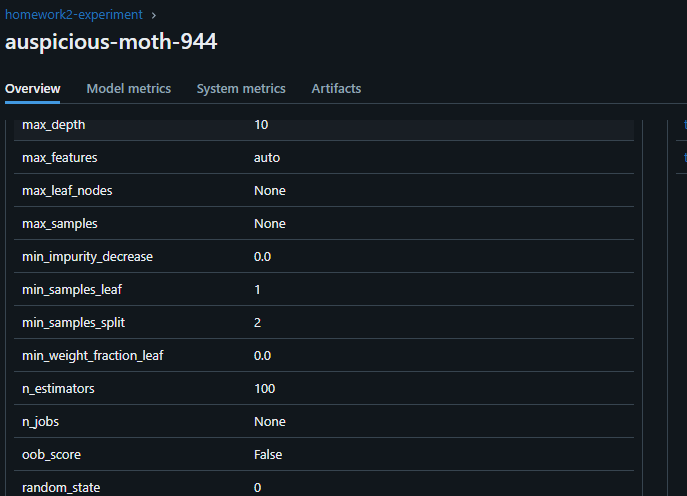 homework2-experiment >
auspicious-moth-944
Overview Model metrics System metrics Artifacts
max_depth 10
max_features auto
max_leaf_nodes None
max_samples None
min_impurity_decrease 0.0
min_samples_leaf 1
min_samples_split 2
min_weight_fraction_leaf 0.0
n_estimators 100
n_jobs None
oob_score False
random_state 0